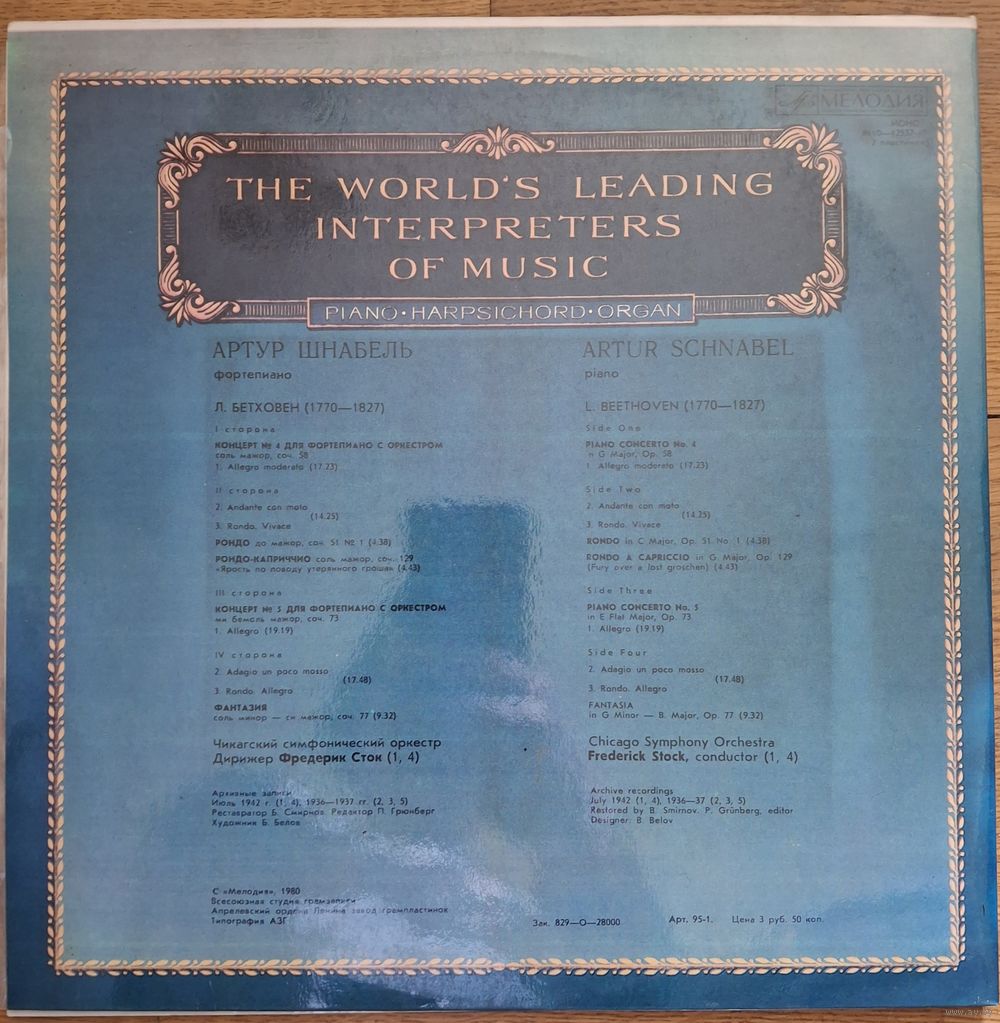 МЕЛОДИЯ
МОНО
2 пластинки
THE WORLD'S LEADING
INTERPRETERS
OF MUSIC
PIANO·HARPSICHORD·ORGAN
АРТУР ШНАБЕЛЬ
фортепиано
Л. БЕТХОВЕН (1770—1827)
I сторона
КОНЦЕРТ № 4 ДЛЯ ФОРТЕПИАНО С ОРКЕСТРОМ
соль мажор, соч. 58
1. Allegro moderato (17.23)
II сторона
2. Andante con moto
(14.25)
3. Rondo. Vivace
РОНДО до мажор, соч. 51 № 1 (4.38)
РОНДО-КАПРИЧЧИО соль мажор, соч. 129
«Ярость по поводу утерянного гроша» (4.43)
III сторона
КОНЦЕРТ № 5 ДЛЯ ФОРТЕПИАНО С ОРКЕСТРОМ
ми бемоль мажор, соч. 73
1. Allegro (19.19)
IV сторона
2. Adagio un poco mosso
(17.48)
3. Rondo. Allegro
ФАНТАЗИЯ
соль минор — си мажор, соч. 77 (9.32)
Чикагский симфонический оркестр
Дирижер Фредерик Сток (1, 4)
Архивные записи
Июль 1942 г. (1, 4), 1936—1937 гг. (2, 3, 5)
Реставратор Б. Смирнов. Редактор П. Грюнберг
Художник Б. Белов
ARTUR SCHNABEL
piano
L. BEETHOVEN (1770—1827)
Side One
PIANO CONCERTO No. 4
in G Major, Op. 58
1. Allegro moderato (17.23)
Side Two
2. Andante con moto
(14.25)
3. Rondo. Vivace
RONDO in C Major, Op. 51 No. 1 (4.38)
RONDO A CAPRICCIO in G Major, Op. 129
(Fury over a lost groschen) (4.43)
Side Three
PIANO CONCERTO No. 5
in E Flat Major, Op. 73
1. Allegro (19.19)
Side Four
2. Adagio un poco mosso
(17.48)
3. Rondo. Allegro
FANTASIA
in G Minor — B. Major, Op. 77 (9.32)
Chicago Symphony Orchestra
Frederick Stock, conductor (1, 4)
Archive recordings
July 1942 (1, 4), 1936—37 (2, 3, 5)
Restored by B. Smirnov. P. Grünberg, editor
Designer: B. Belov
С «Мелодия», 1980
Всесоюзная студия грамзаписи
Апрелевский ордена Ленина завод грампластинок
Типография АЗГ
Зак. 829—О—28000
Арт. 95-1.
Цена 3 руб. 50 коп.